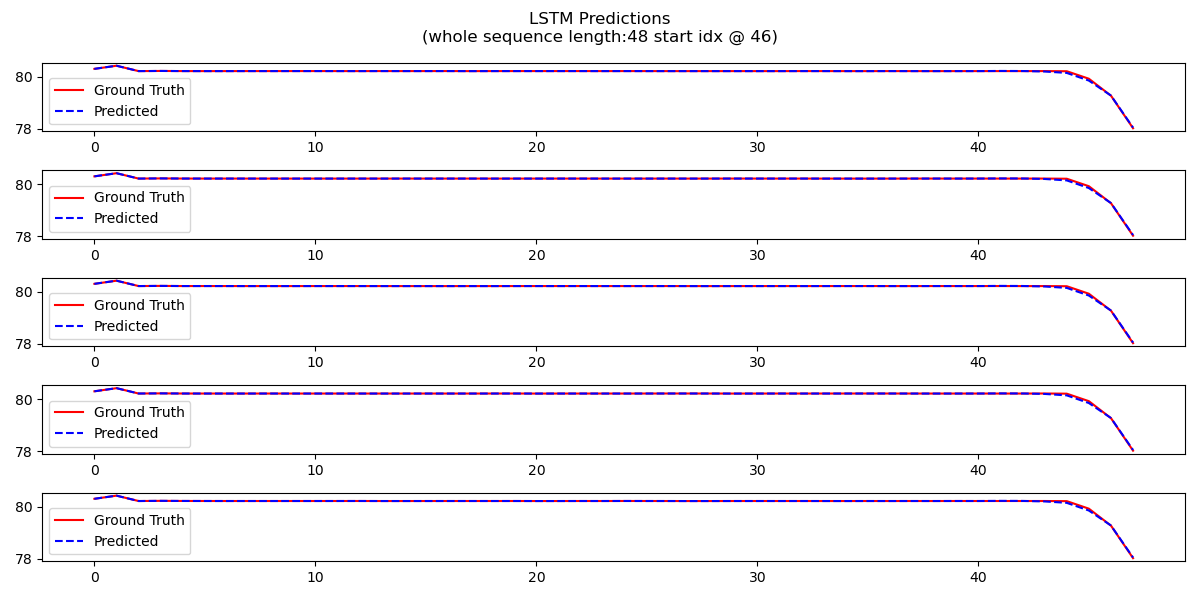 LSTM Predictions
(whole sequence length:48 start idx @ 46)
80
Ground Truth
Predicted
78
0 10 20 30 40
80
Ground Truth
Predicted
78
0 10 20 30 40
80
Ground Truth
Predicted
78
0 10 20 30 40
80
Ground Truth
Predicted
78
0 10 20 30 40
80
Ground Truth
Predicted
78
0 10 20 30 40